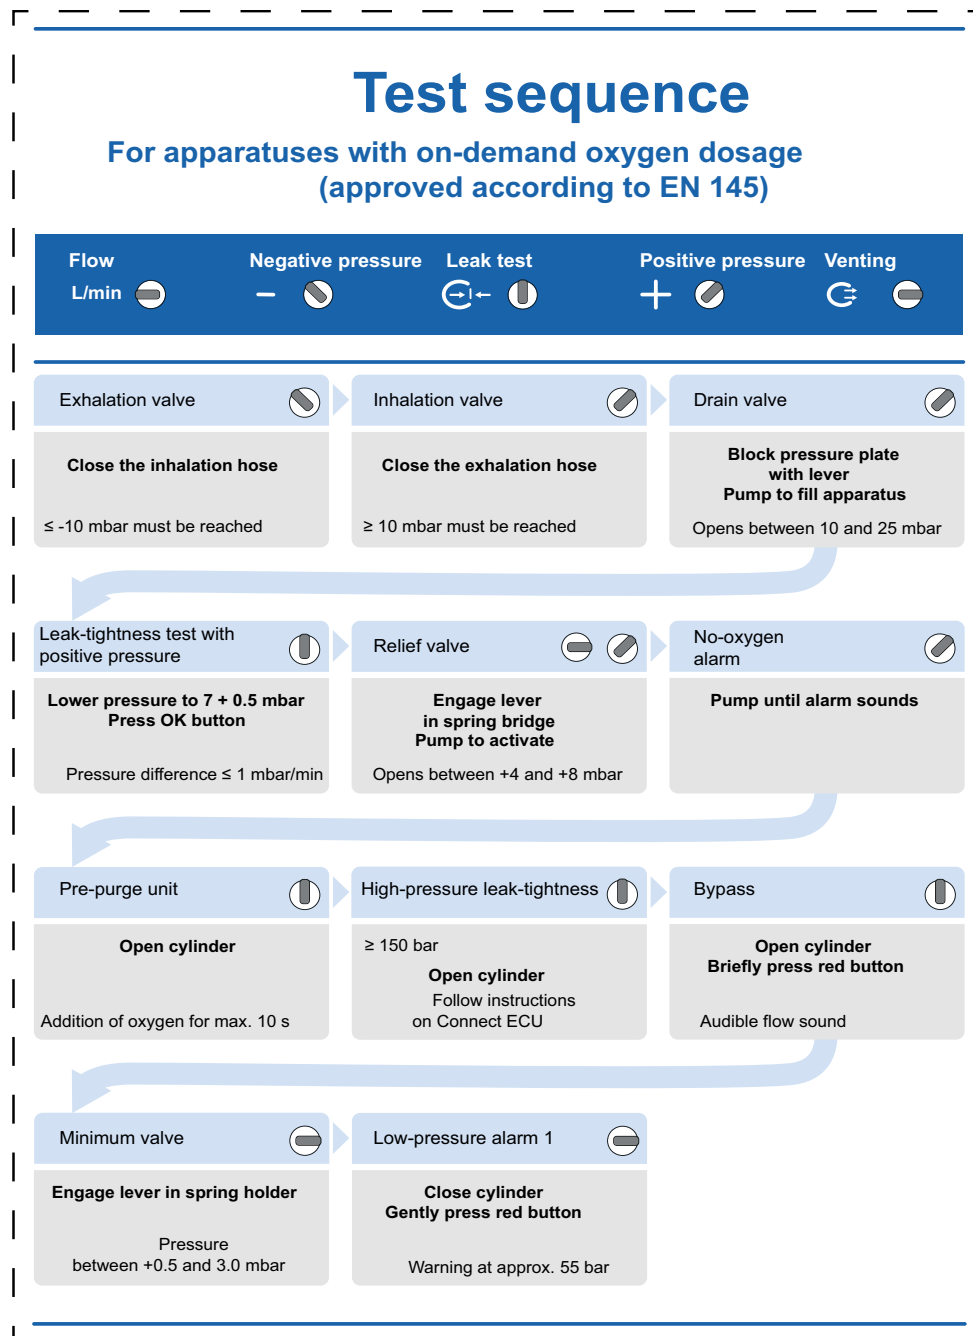 Test sequence
For apparatuses with on-demand oxygen dosage
(approved according to EN 145)
Flow
L/min
Negative pressure
Leak test
Positive pressure
Venting
Exhalation valve
Close the inhalation hose
≤ -10 mbar must be reached
Inhalation valve
Close the exhalation hose
≥ 10 mbar must be reached
Drain valve
Block pressure plate
with lever
Pump to fill apparatus
Opens between 10 and 25 mbar
Leak-tightness test with
positive pressure
Lower pressure to 7 + 0.5 mbar
Press OK button
Pressure difference ≤ 1 mbar/min
Relief valve
Engage lever
in spring bridge
Pump to activate
Opens between +4 and +8 mbar
No-oxygen
alarm
Pump until alarm sounds
Pre-purge unit
Open cylinder
Addition of oxygen for max. 10 s
High-pressure leak-tightness
≥ 150 bar
Open cylinder
Follow instructions
on Connect ECU
Bypass
Open cylinder
Briefly press red button
Audible flow sound
Minimum valve
Engage lever in spring holder
Pressure
between +0.5 and 3.0 mbar
Low-pressure alarm 1
Close cylinder
Gently press red button
Warning at approx. 55 bar